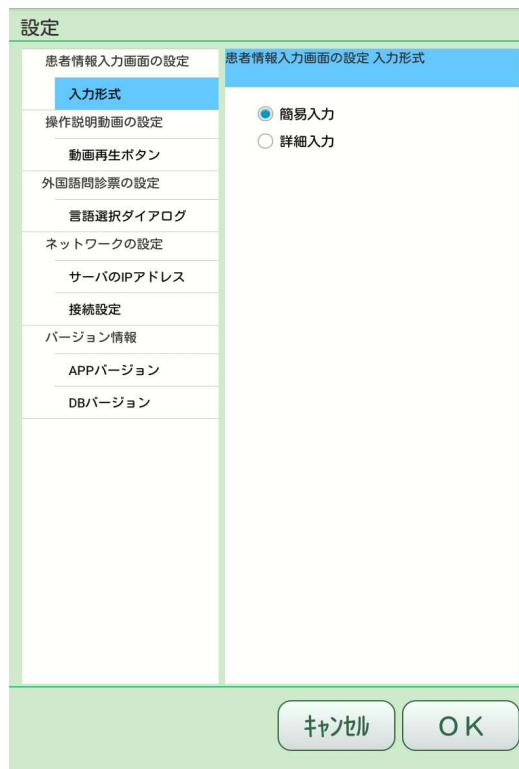 設定
患者情報入力画面の設定
入力形式
操作説明動画の設定
動画再生ボタン
外国語問診票の設定
言語選択ダイアログ
ネットワークの設定
サーバのIPアドレス
接続設定
バージョン情報
APPバージョン
DBバージョン
患者情報入力画面の設定 入力形式
簡易入力
詳細入力
キャンセル
OK